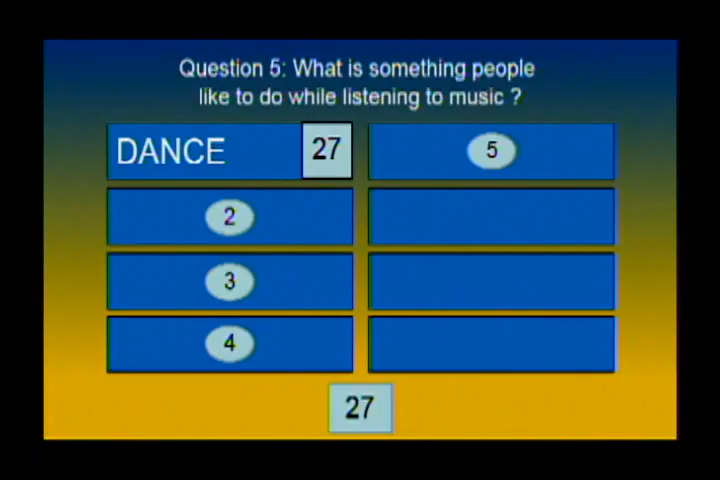 Question 5: What is something people
like to do while listening to music ?
DANCE 27
5
2
3
4
27